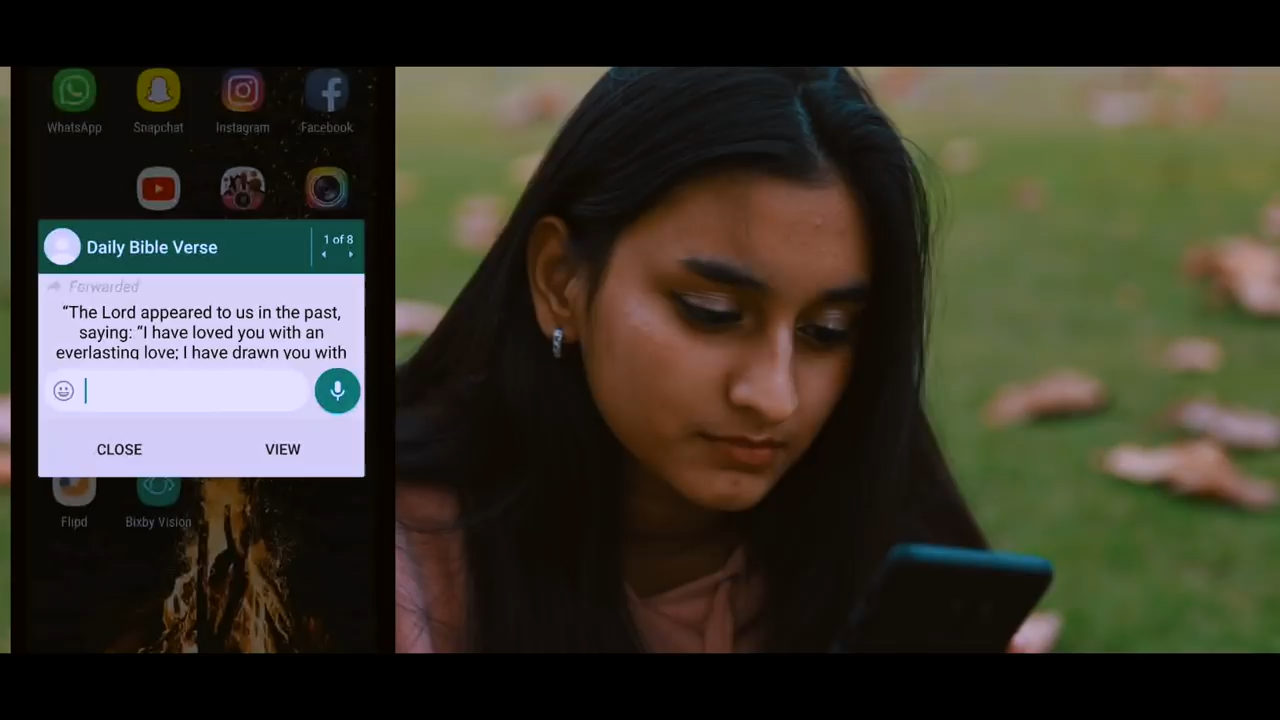 WhatsApp
Snapchat
Instagram
Facebook
Daily Bible Verse
1 of 8
Forwarded
“The Lord appeared to us in the past,
saying: “I have loved you with an
everlasting love; I have drawn you with
CLOSE
VIEW
Flipd
Bixby Vision